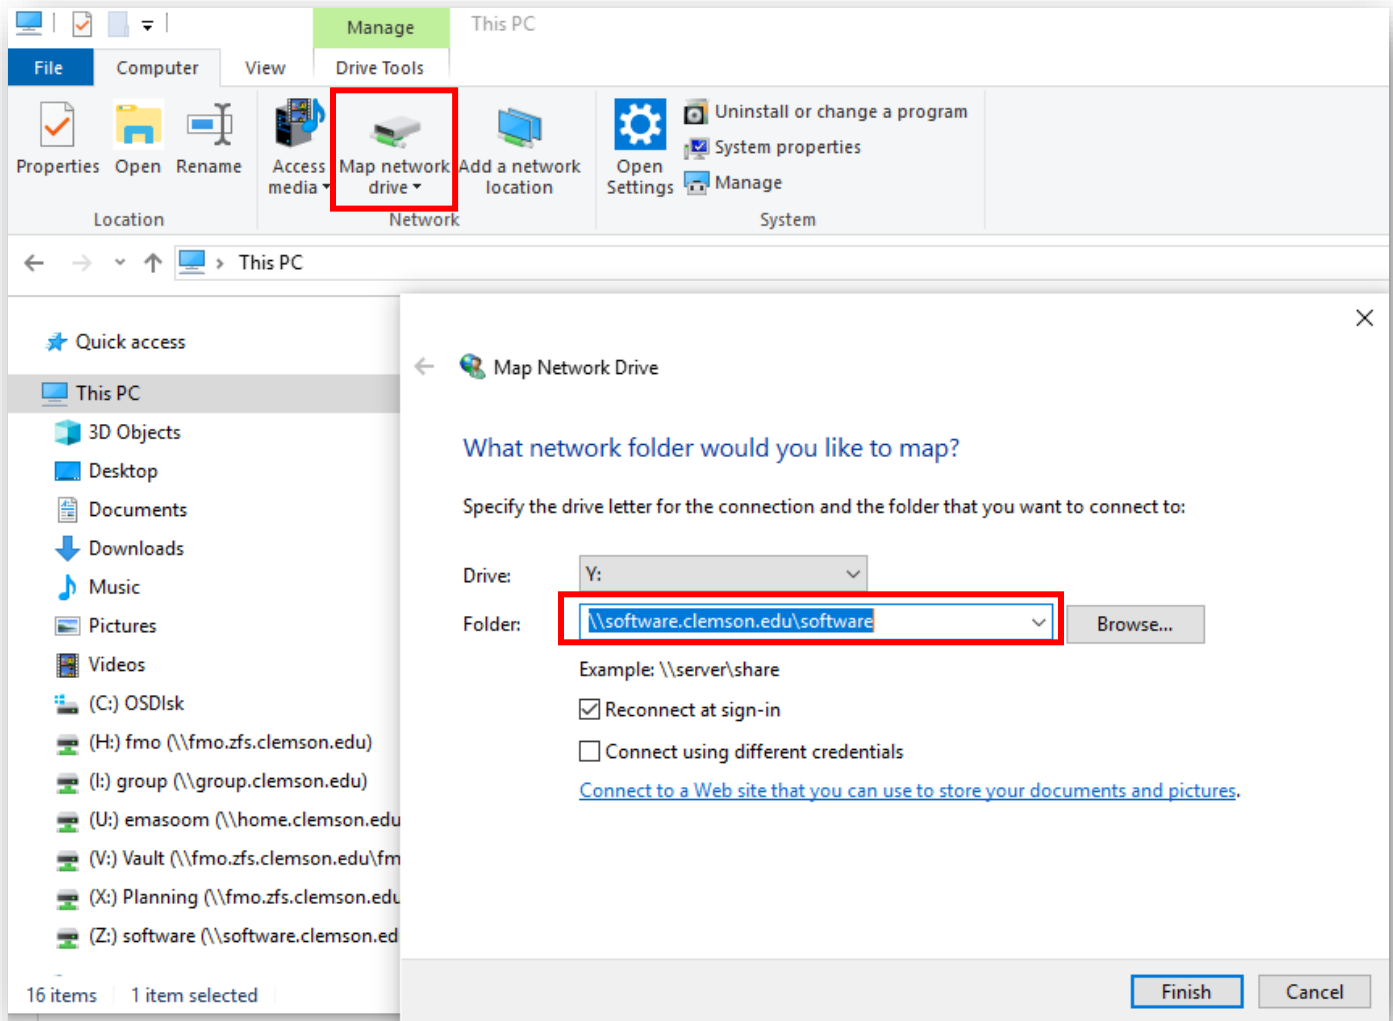 Manage
This PC
File
Computer
View
Drive Tools
Properties
Open
Rename
Access media
Map network drive
Add a network location
Open Settings
Uninstall or change a program
System properties
Manage
Location
Network
System
This PC
Quick access
This PC
3D Objects
Desktop
Documents
Downloads
Music
Pictures
Videos
(C:) OSDIsk
(H:) fmo (\\fmo.zfs.clemson.edu)
(I:) group (\\group.clemson.edu)
(U:) emasoom (\\home.clemson.edu
(V:) Vault (\\fmo.zfs.clemson.edu\fm
(X:) Planning (\\fmo.zfs.clemson.edu
(Z:) software (\\software.clemson.ed
16 items
1 item selected
Map Network Drive
What network folder would you like to map?
Specify the drive letter for the connection and the folder that you want to connect to:
Drive:
Y:
Folder:
\\software.clemson.edu\software
Browse...
Example: \\server\share
Reconnect at sign-in
Connect using different credentials
Connect to a Web site that you can use to store your documents and pictures.
Finish
Cancel